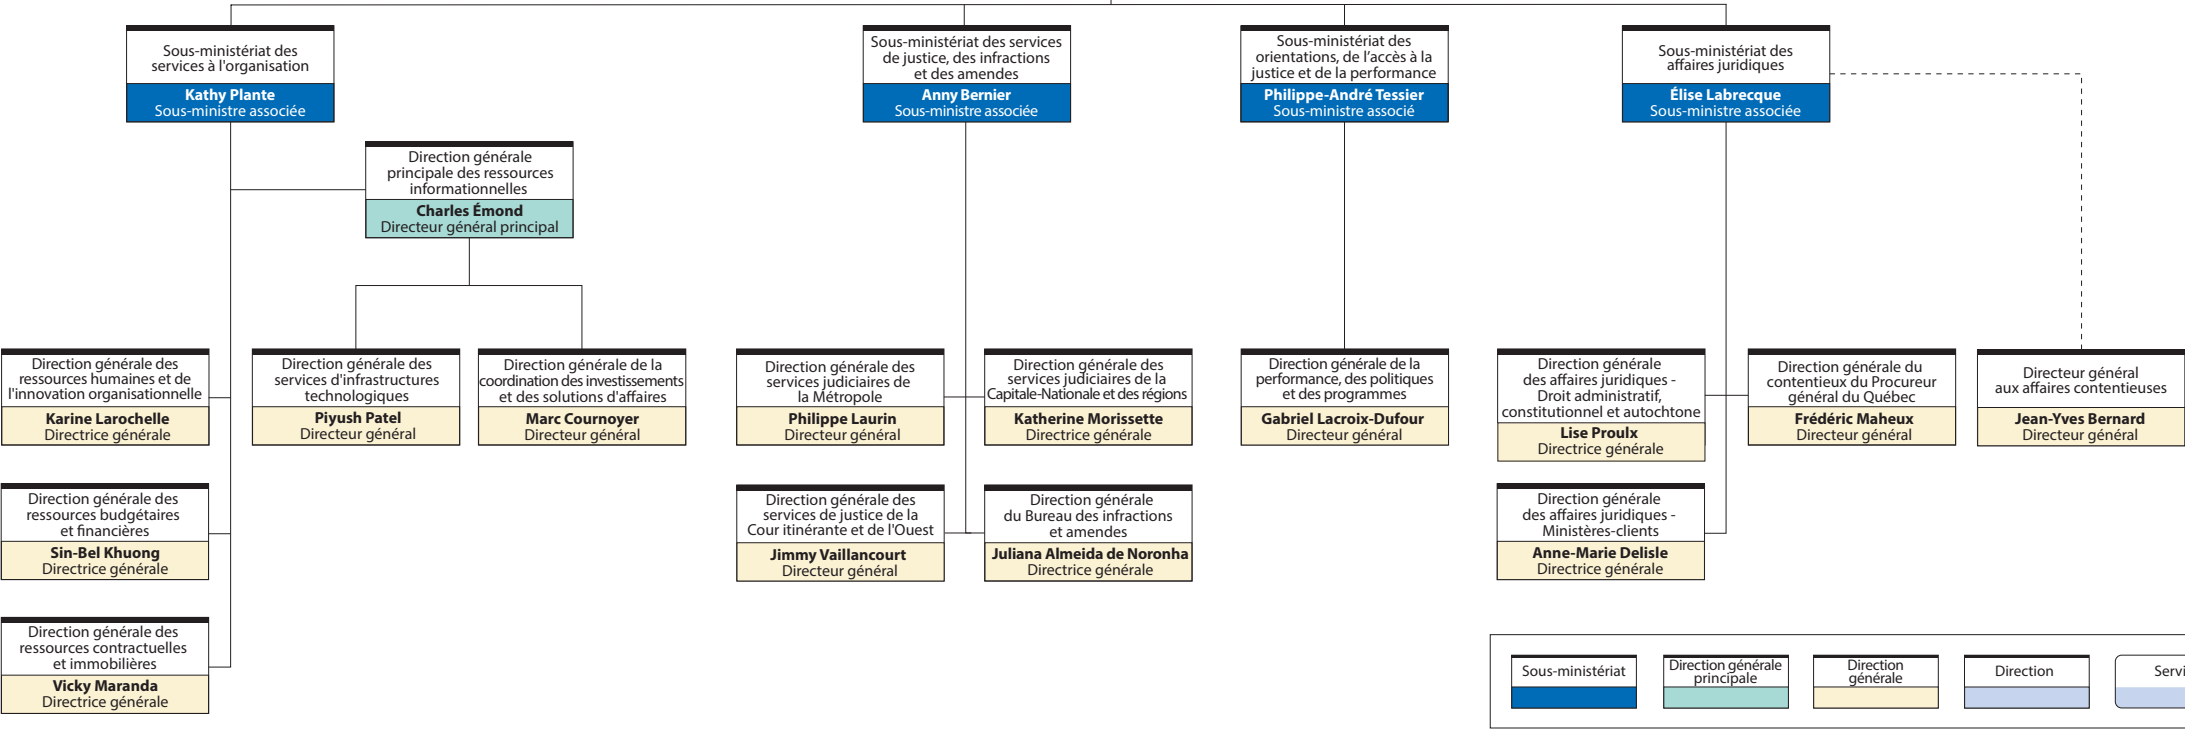 Sous-ministériat des
services à l'organisation
Kathy Plante
Sous-ministre associée
Sous-ministériat des services
de justice, des infractions
et des amendes
Anny Bernier
Sous-ministre associée
Sous-ministériat des
orientations, de l'accès à la
justice et de la performance
Philippe-André Tessier
Sous-ministre associé
Sous-ministériat des
affaires juridiques
Élise Labrecque
Sous-ministre associée
Direction générale
principale des ressources
informationnelles
Charles Émond
Directeur général principal
Direction générale des
ressources humaines et de
l'innovation organisationnelle
Karine Larochelle
Directrice générale
Direction générale des
services d'infrastructures
technologiques
Piyush Patel
Directeur général
Direction générale de la
coordination des investissements
et des solutions d'affaires
Marc Cournoyer
Directeur général
Direction générale des
services judiciaires de
la Métropole
Philippe Laurin
Directeur général
Direction générale des
services judiciaires de la
Capitale-Nationale et des régions
Katherine Morissette
Directrice générale
Direction générale de la
performance, des politiques
et des programmes
Gabriel Lacroix-Dufour
Directeur général
Direction générale
des affaires juridiques -
Droit administratif,
constitutionnel et autochtone
Lise Proulx
Directrice générale
Direction générale du
contentieux du Procureur
général du Québec
Frédéric Maheux
Directeur général
Directeur général
aux affaires contentieuses
Jean-Yves Bernard
Directeur général
Direction générale des
ressources budgétaires
et financières
Sin-Bel Khuong
Directrice générale
Direction générale des
services de justice de la
Cour itinérante et de l'Ouest
Jimmy Vaillancourt
Directeur général
Direction générale
du Bureau des infractions
et amendes
Juliana Almeida de Noronha
Directrice générale
Direction générale
des affaires juridiques -
Ministères-clients
Anne-Marie Delisle
Directrice générale
Direction générale des
ressources contractuelles
et immobilières
Vicky Maranda
Directrice générale
Sous-ministériat
Direction générale
principale
Direction
générale
Direction